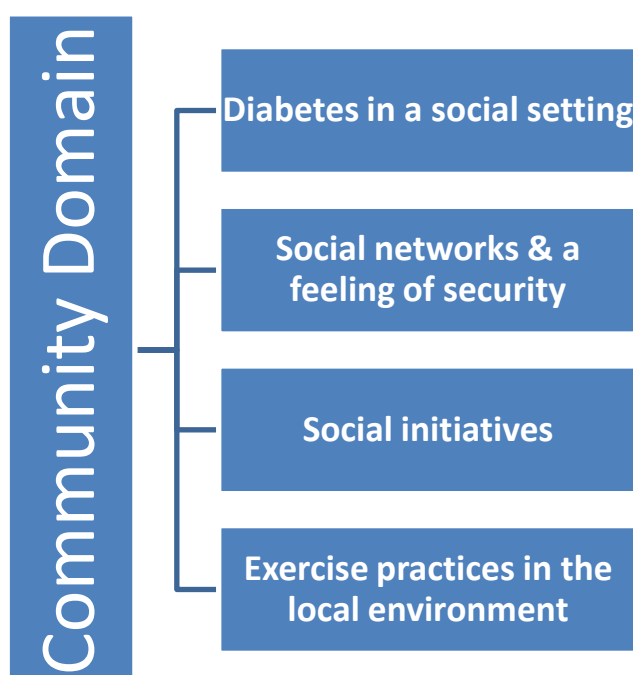 Community Domain
Diabetes in a social setting
Social networks & a
feeling of security
Social initiatives
Exercise practices in the
local environment